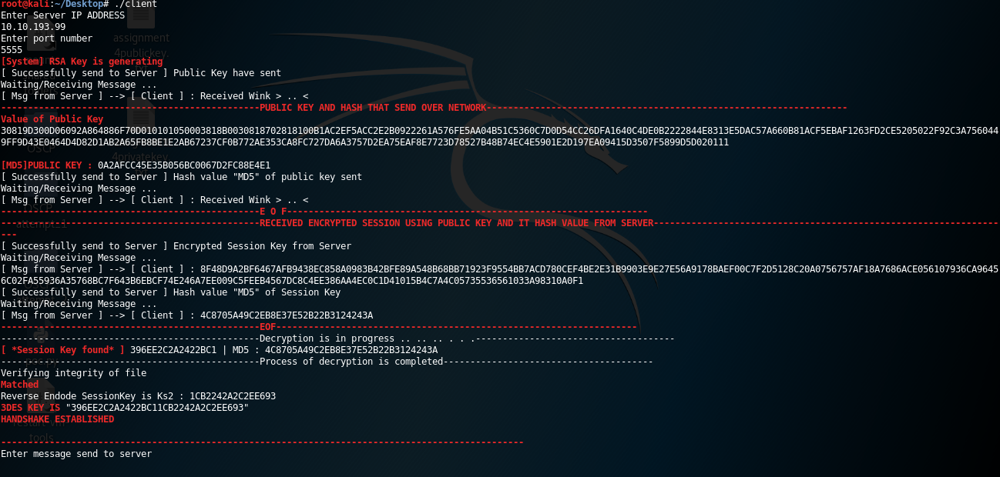 root@kali:~/Desktop# ./client
Enter Server IP ADDRESS
10.10.193.99
Enter port number
5555
[System] RSA Key is generating
[ Successfully send to Server ] Public Key have sent
Waiting/Receiving Message ...
[ Msg from Server ] --> [ Client ] : Received Wink > .. <
------------------------------------------------PUBLIC KEY AND HASH THAT SEND OVER NETWORK-------------------------------------------------------------------
Value of Public Key
30819D300D06092A864886F70D010101050003818B00308187028181​00B1AC2EF5ACC2E2B0922261A576FE5AA04B51C5360C7D0D54CC26DFA1640C4DE0B2222844E8313E5DAC57A660B81ACF5EBAF1263FD2CE5205022F92C3A756044
9FF9D43E0464D4D82D1AB2A65FB8BE1E2AB67237CF0B772AE353CA8FC727DA6A3757D2EA75EAF8E7723D78527B48B74EC4E5901E2D197EA09415D3507F5899D5D020111
[MD5]PUBLIC KEY : 0A2AFCC45E35B056BC0067D2FC88E4E1
[ Successfully send to Server ] Hash value "MD5" of public key sent
Waiting/Receiving Message ...
[ Msg from Server ] --> [ Client ] : Received Wink > .. <
------------------------------------------------E O F-------------------------------------------------------------------
------------------------------------------------RECEIVED ENCRYPTED SESSION USING PUBLIC KEY AND IT HASH VALUE FROM SERVER----------------------------------------------------------------
---
[ Successfully send to Server ] Encrypted Session Key from Server
Waiting/Receiving Message ...
[ Msg from Server ] --> [ Client ] : 8F48D9A2BF6467AFB9438EC858A0983B42BFE89A548B68BB71923F9554BB7ACD780CEF4BE2E31B9903E9E27E56A9178BAEF00C7F2D5128C20A0756757AF18A7686ACE056107936CA9645
6C02FA55936A35768BC7F643B6EBCF74E246A7EE009C5FEEB4567DC8C4EE386AA4EC0C1D41015B4C7A4C05735536561033A98310A0F1
[ Successfully send to Server ] Hash value "MD5" of Session Key
Waiting/Receiving Message ...
[ Msg from Server ] --> [ Client ] : 4C8705A49C2EB8E37E52B22B3124243A
------------------------------------------------EOF-------------------------------------------------------------------
------------------------------------------------Decryption is in progress .. .. .. . . .-------------------------------------
[ *Session Key found* ] 396EE2C2A2422BC1 | MD5 : 4C8705A49C2EB8E37E52B22B3124243A
------------------------------------------------Process of decryption is completed---------------------------------------
Verifying integrity of file
Matched
Reverse Endode SessionKey is Ks2 : 1CB2242A2C2EE693
3DES KEY IS "396EE2C2A2422BC11CB2242A2C2EE693"
HANDSHAKE ESTABLISHED
-------------------------------------------------------------------------------------------------
Enter message send to server
assignment
4publickey.
4privatekey.
OSCP
OSCP
attempt_1
restart-vm-
tools